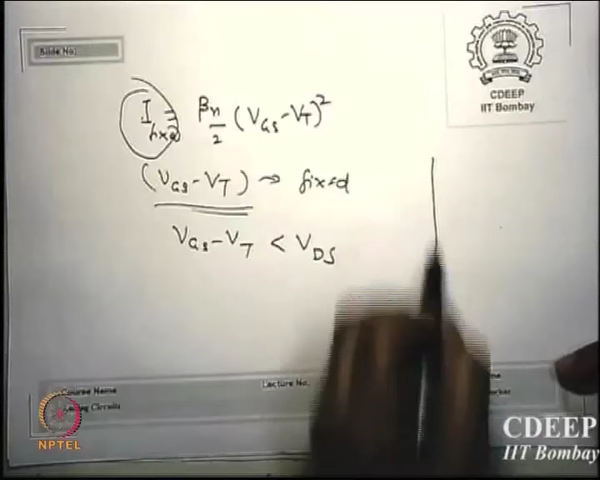 Slide No:
CDEEP
IIT Bombay
I fixed = βn/2 (VGS - VT)²
(VGS - VT) → fixed
VGS - VT < VDS
Course Name
Lecture No.
NPTEL
CDEEP
IIT Bombay